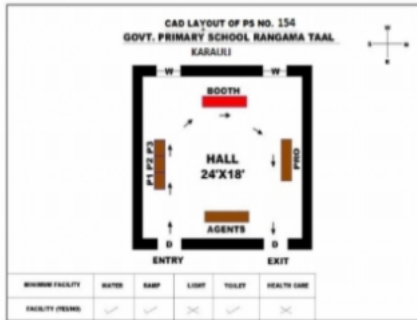 CAD LAYOUT OF PS NO. 154
GOVT. PRIMARY SCHOOL RANGAMA TAAL
KARAULI
W
W W
BOOTH
P1 P2 P3
HALL
24'X18'
PRO
AGENTS
D D
ENTRY EXIT
MINIMUM FACILITY WATER RAMP LIGHT TOILET HEALTH CARE
FACILITY (YES/NO)